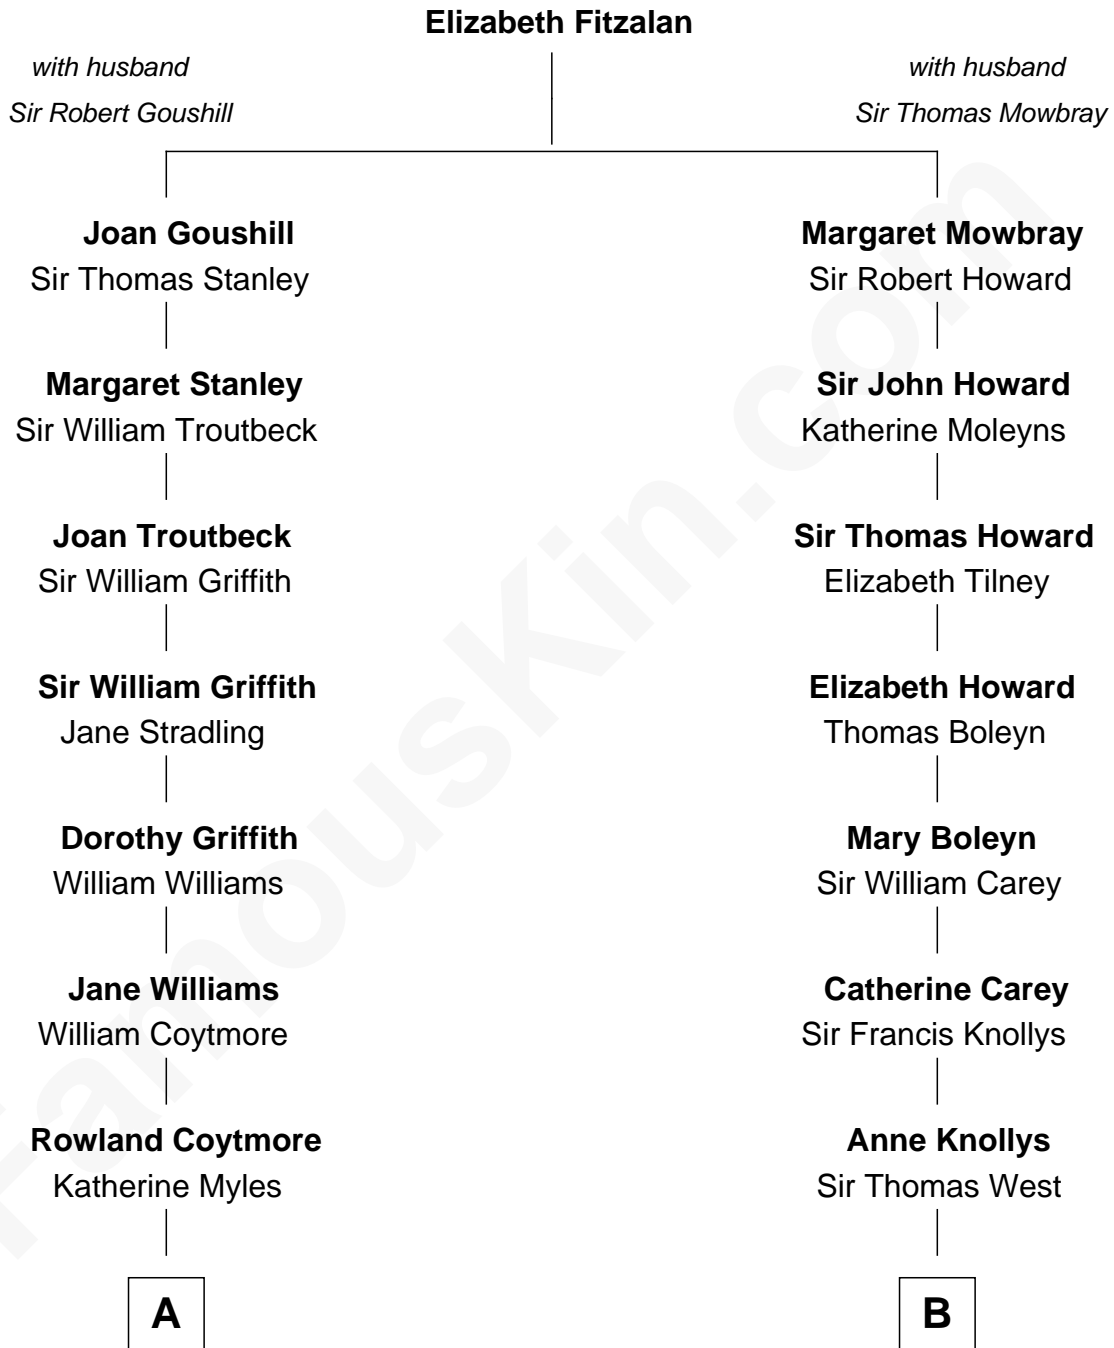 Elizabeth Fitzalan
with husband
Sir Robert Goushill
with husband
Sir Thomas Mowbray
Joan Goushill
Sir Thomas Stanley
Margaret Mowbray
Sir Robert Howard
Margaret Stanley
Sir William Troutbeck
Sir John Howard
Katherine Moleyns
Joan Troutbeck
Sir William Griffith
Sir Thomas Howard
Elizabeth Tilney
Sir William Griffith
Jane Stradling
Elizabeth Howard
Thomas Boleyn
Dorothy Griffith
William Williams
Mary Boleyn
Sir William Carey
Jane Williams
William Coytmore
Catherine Carey
Sir Francis Knollys
Rowland Coytmore
Katherine Myles
Anne Knollys
Sir Thomas West
A
B
FamousKin.com